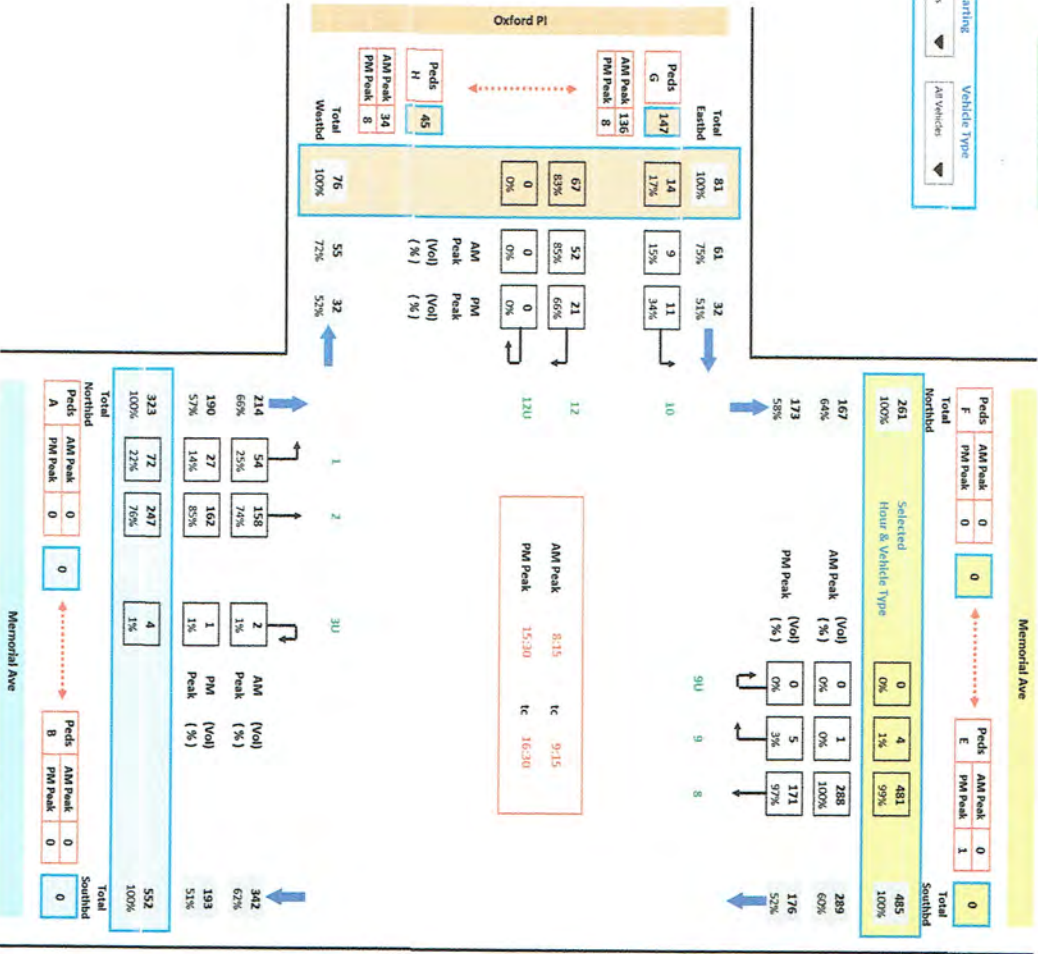 arting
Vehicle Type
All Vehicles
Memorial Ave
Peds F AM Peak 0 0
PM Peak 0
Peds E AM Peak 0 0
PM Peak 1
Total Northbd
Total Southbd
261 100%
Selected Hour & Vehicle Type
0 0%
4 1%
481 99%
485 100%
167 64%
AM Peak (Vol) (%)
0 0%
1 0%
288 100%
289 60%
173 58%
PM Peak (Vol) (%)
0 0%
5 3%
171 97%
176 52%
9U 9 8
Oxford Pl
Total Eastbd
81 100%
61 75%
32 51%
Peds G 147
AM Peak 136
PM Peak 8
14 17%
9 15%
11 34%
10
67 83%
52 85%
21 66%
12
0 0%
0 0%
0 0%
12U
Peds H 45
AM Peak 34
PM Peak 8
AM Peak (Vol) (%)
PM Peak (Vol) (%)
Total Westbd
76 100%
55 72%
32 52%
AM Peak 8:15 tc 9:15
PM Peak 15:30 tc 16:30
1 2 3U
214 66%
54 25%
158 74%
2 1%
AM Peak (Vol) (%)
342 62%
190 57%
27 14%
162 85%
1 1%
PM Peak (Vol) (%)
193 51%
323 100%
72 22%
247 76%
4 1%
552 100%
Total Northbd
Total Southbd
Peds A AM Peak 0 0
PM Peak 0
Peds B AM Peak 0 0
PM Peak 0
Memorial Ave